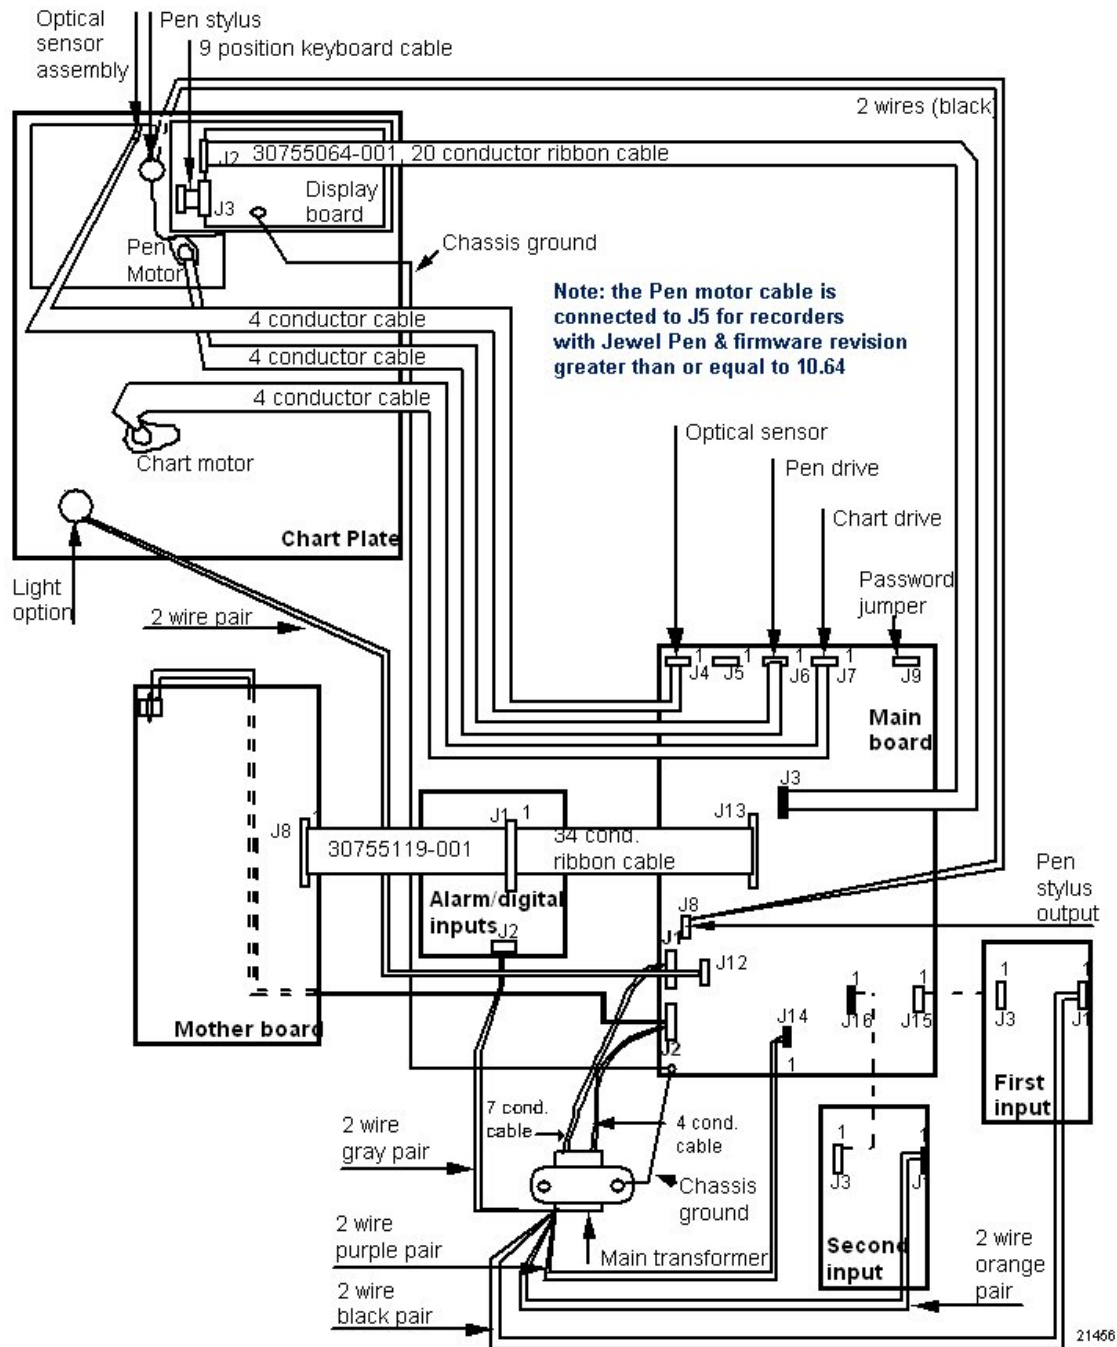 Optical
sensor
assembly
Pen stylus
9 position keyboard cable
2 wires (black)
J2 30755064-001, 20 conductor ribbon cable
Display
board
J3
Pen
Motor
Chassis ground
Note: the Pen motor cable is
connected to J5 for recorders
with Jewel Pen & firmware revision
greater than or equal to 10.64
4 conductor cable
4 conductor cable
4 conductor cable
Chart motor
Chart Plate
Optical sensor
Pen drive
Chart drive
Password
jumper
Light
option
2 wire pair
1 1 1 1
J4 J5 J6 J7 J9
Main
board
J3
J8 1
30755119-001
J1 1
34 cond.
ribbon cable
J13
Alarm/digital
inputs
J2
Pen
stylus
output
J8
J1
J12
Mother board
J2
J14
1
1
J16
1
J15
1
J3
1
J1
First
input
7 cond.
cable
4 cond.
cable
2 wire
gray pair
Chassis
ground
1
J3
1
J1
Second
input
2 wire
purple pair
Main transformer
2 wire
orange
pair
2 wire
black pair
21456